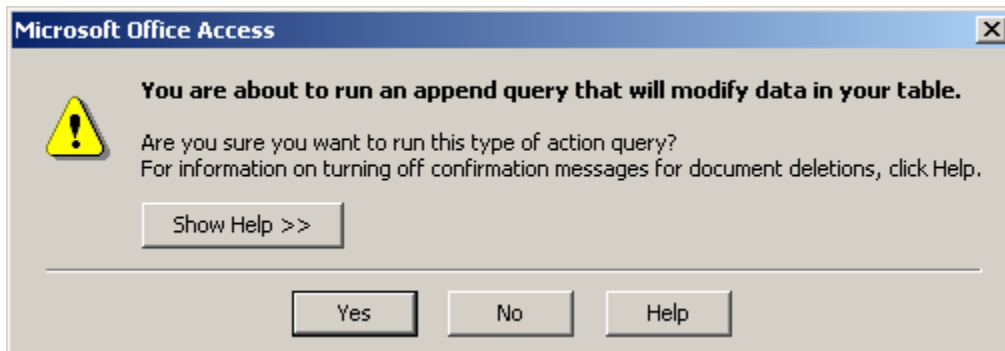 Microsoft Office Access
You are about to run an append query that will modify data in your table.
Are you sure you want to run this type of action query?
For information on turning off confirmation messages for document deletions, click Help.
Show Help >>
Yes No Help